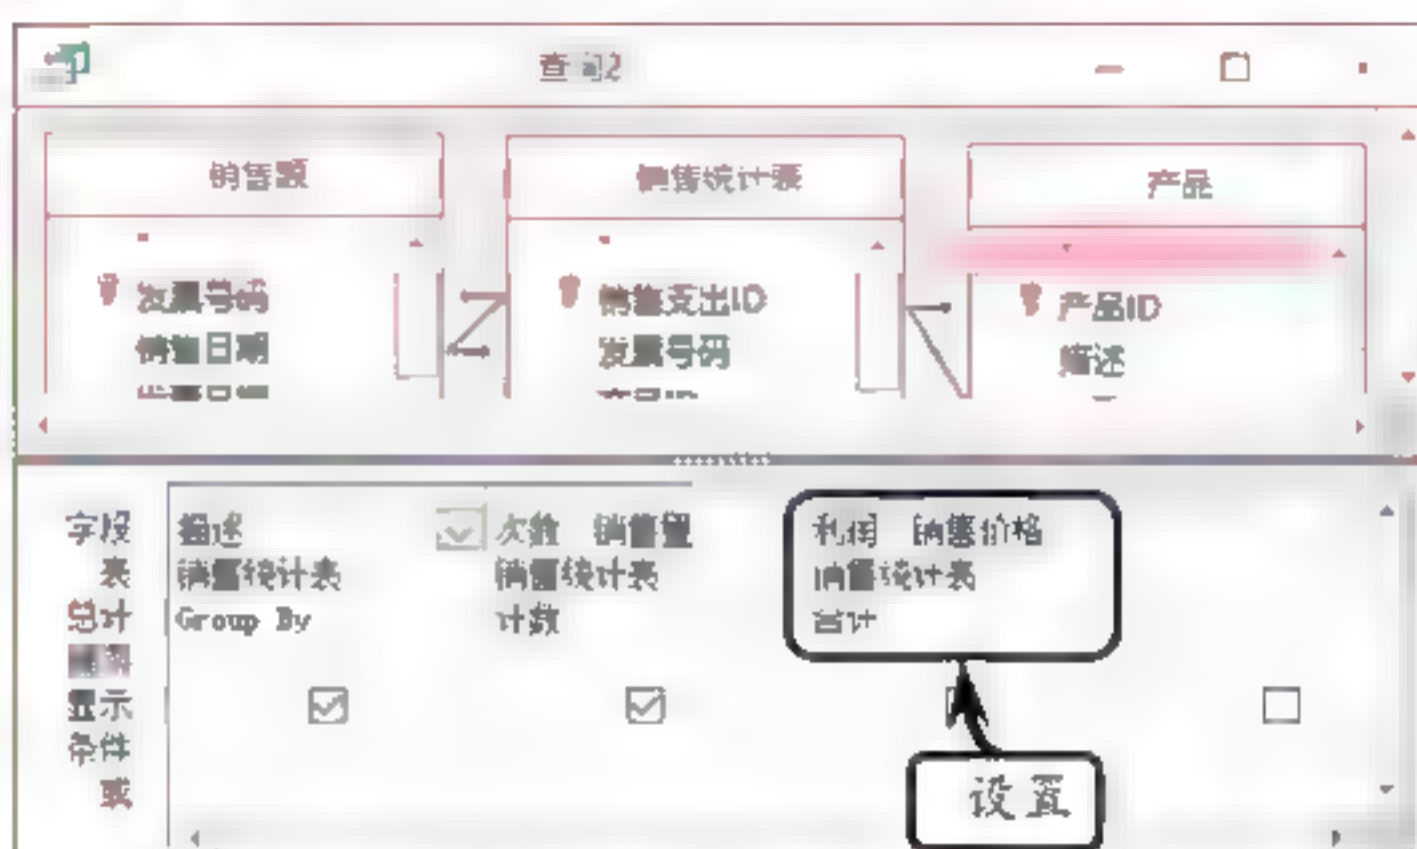 查询2
销售额
销售统计表
产品
发票号码
销售日期
销售支出ID
发票号码
产品ID
描述
字段 描述 次数 销售量 利润 销售价格
表 销售统计表 销售统计表 销售统计表
总计 Group By 计数 合计
显示
条件
或
设置